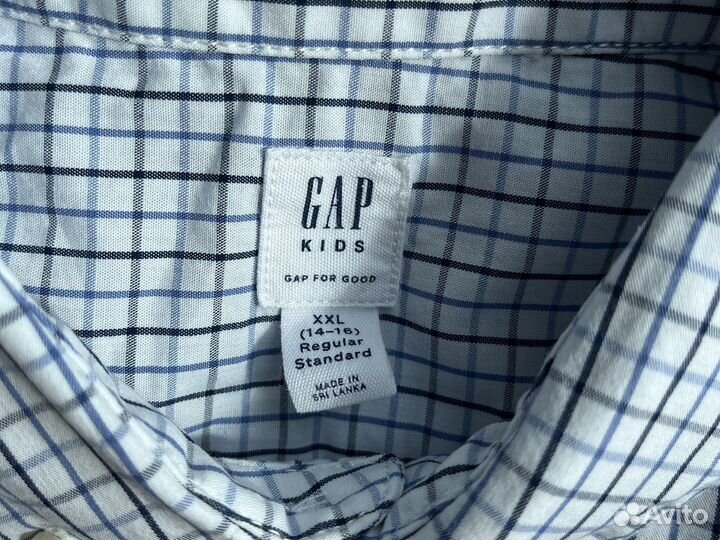 GAP
KIDS
GAP FOR GOOD
XXL
(14-16)
Regular
Standard
MADE IN
SRI LANKA
Avito